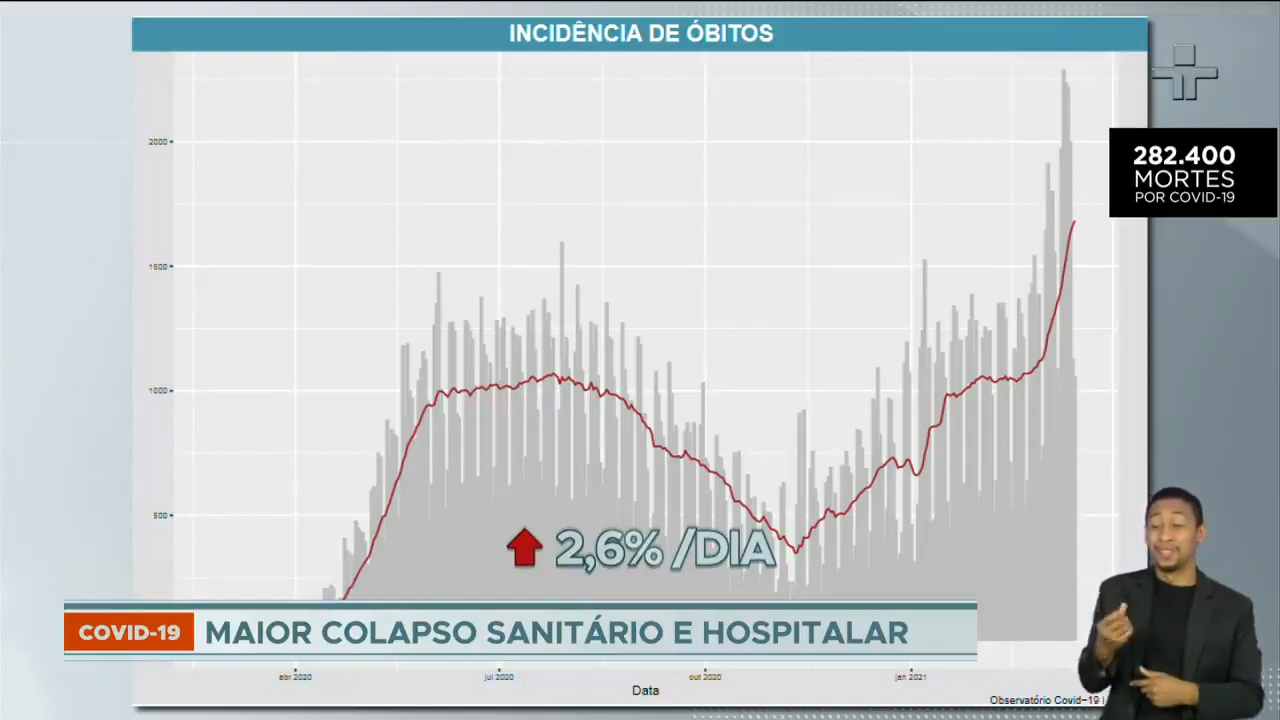 INCIDÊNCIA DE ÓBITOS
2000
282.400
MORTES
POR COVID-19
1500
1000
500
2,6% /DIA
COVID-19
MAIOR COLAPSO SANITÁRIO E HOSPITALAR
abr 2020
jul 2020
out 2020
jan 2021
Data
Observatório Covid-19 |